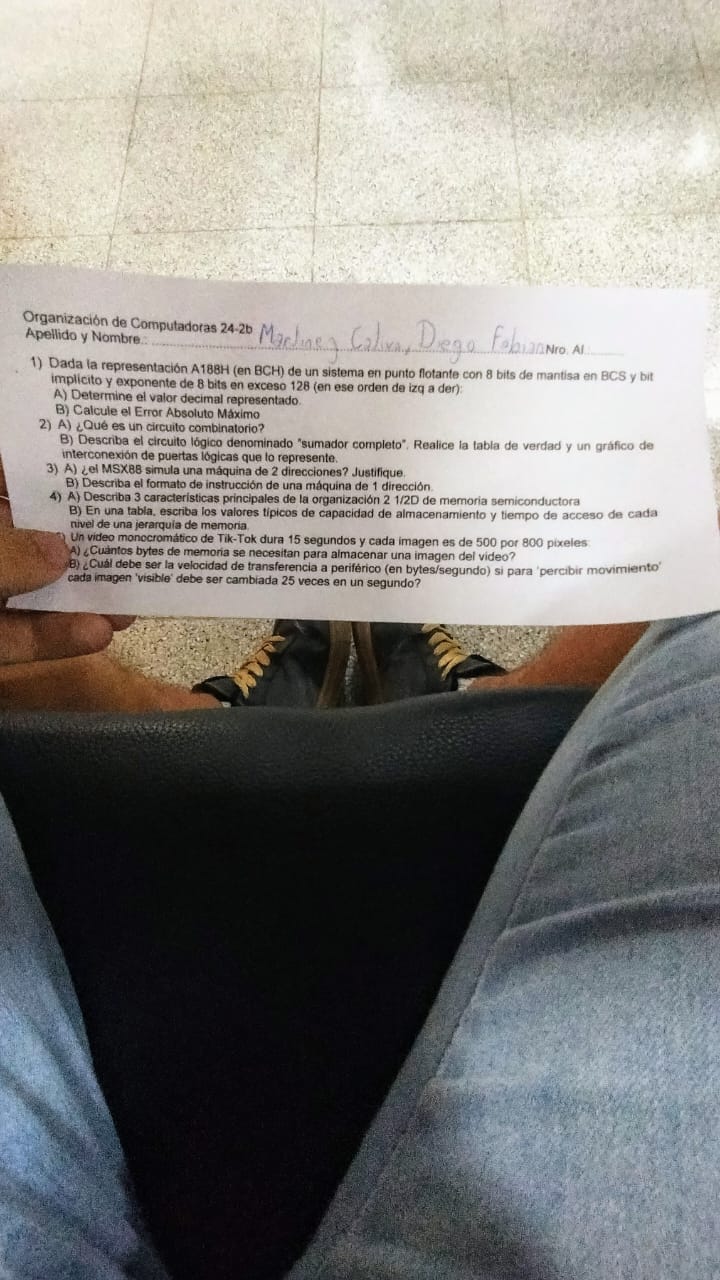 Organización de Computadoras 24-2b
Apellido y Nombre.: Martinez Caliva, Diego Fabian Nro. Al.:
1) Dada la representación A188H (en BCH) de un sistema en punto flotante con 8 bits de mantisa en BCS y bit
implícito y exponente de 8 bits en exceso 128 (en ese orden de izq a der):
A) Determine el valor decimal representado.
B) Calcule el Error Absoluto Máximo
2) A) ¿Qué es un circuito combinatorio?
B) Describa el circuito lógico denominado "sumador completo". Realice la tabla de verdad y un gráfico de
interconexión de puertas lógicas que lo represente.
3) A) ¿el MSX88 simula una máquina de 2 direcciones? Justifique.
B) Describa el formato de instrucción de una máquina de 1 dirección.
4) A) Describa 3 características principales de la organización 2 1/2D de memoria semiconductora
B) En una tabla, escriba los valores típicos de capacidad de almacenamiento y tiempo de acceso de cada
nivel de una jerarquía de memoria.
) Un video monocromático de Tik-Tok dura 15 segundos y cada imagen es de 500 por 800 pixeles:
A) ¿Cuántos bytes de memoria se necesitan para almacenar una imagen del video?
B) ¿Cuál debe ser la velocidad de transferencia a periférico (en bytes/segundo) si para 'percibir movimiento'
cada imagen 'visible' debe ser cambiada 25 veces en un segundo?